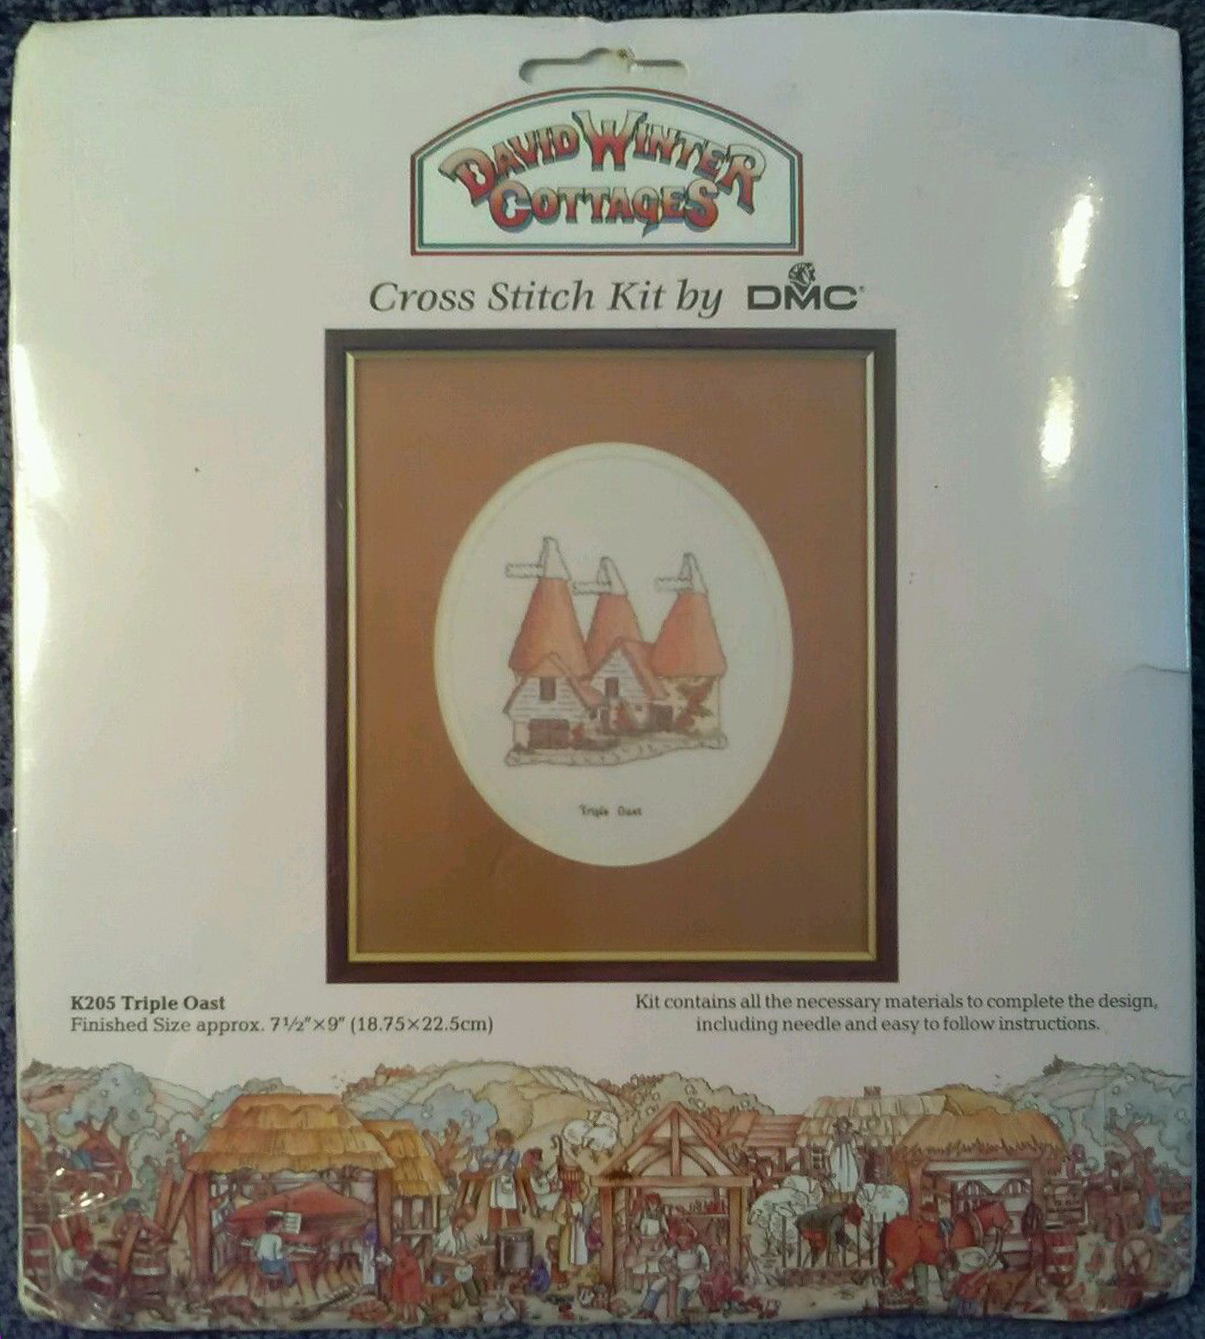 DAVID WINTER
COTTAGES
Cross Stitch Kit by DMC®
Triple Oast
K205 Triple Oast
Finished Size approx. 7½"×9" (18.75×22.5cm)
Kit contains all the necessary materials to complete the design,
including needle and easy to follow instructions.